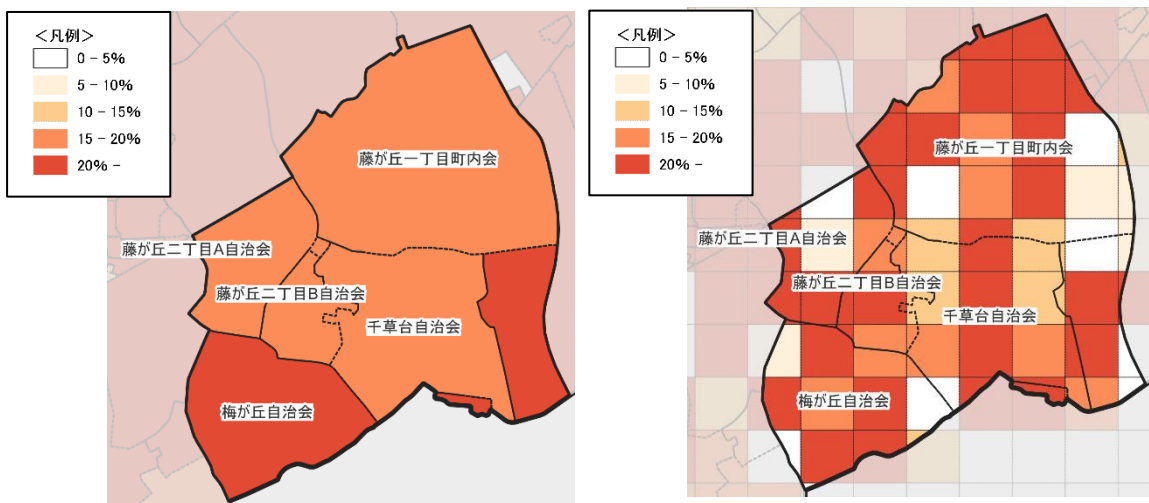 <凡例>
0 - 5%
5 - 10%
10 - 15%
15 - 20%
20% -
藤が丘一丁目町内会
藤が丘二丁目A自治会
藤が丘二丁目B自治会
千草台自治会
梅が丘自治会
<凡例>
0 - 5%
5 - 10%
10 - 15%
15 - 20%
20% -
藤が丘一丁目町内会
藤が丘二丁目A自治会
藤が丘二丁目B自治会
千草台自治会
梅が丘自治会